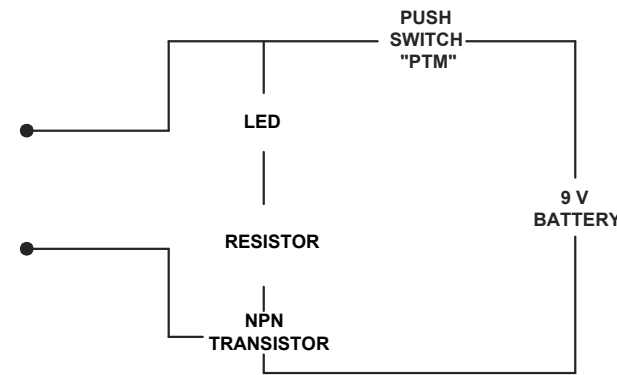 PUSH
SWITCH
"PTM"
LED
9 V
BATTERY
RESISTOR
NPN
TRANSISTOR